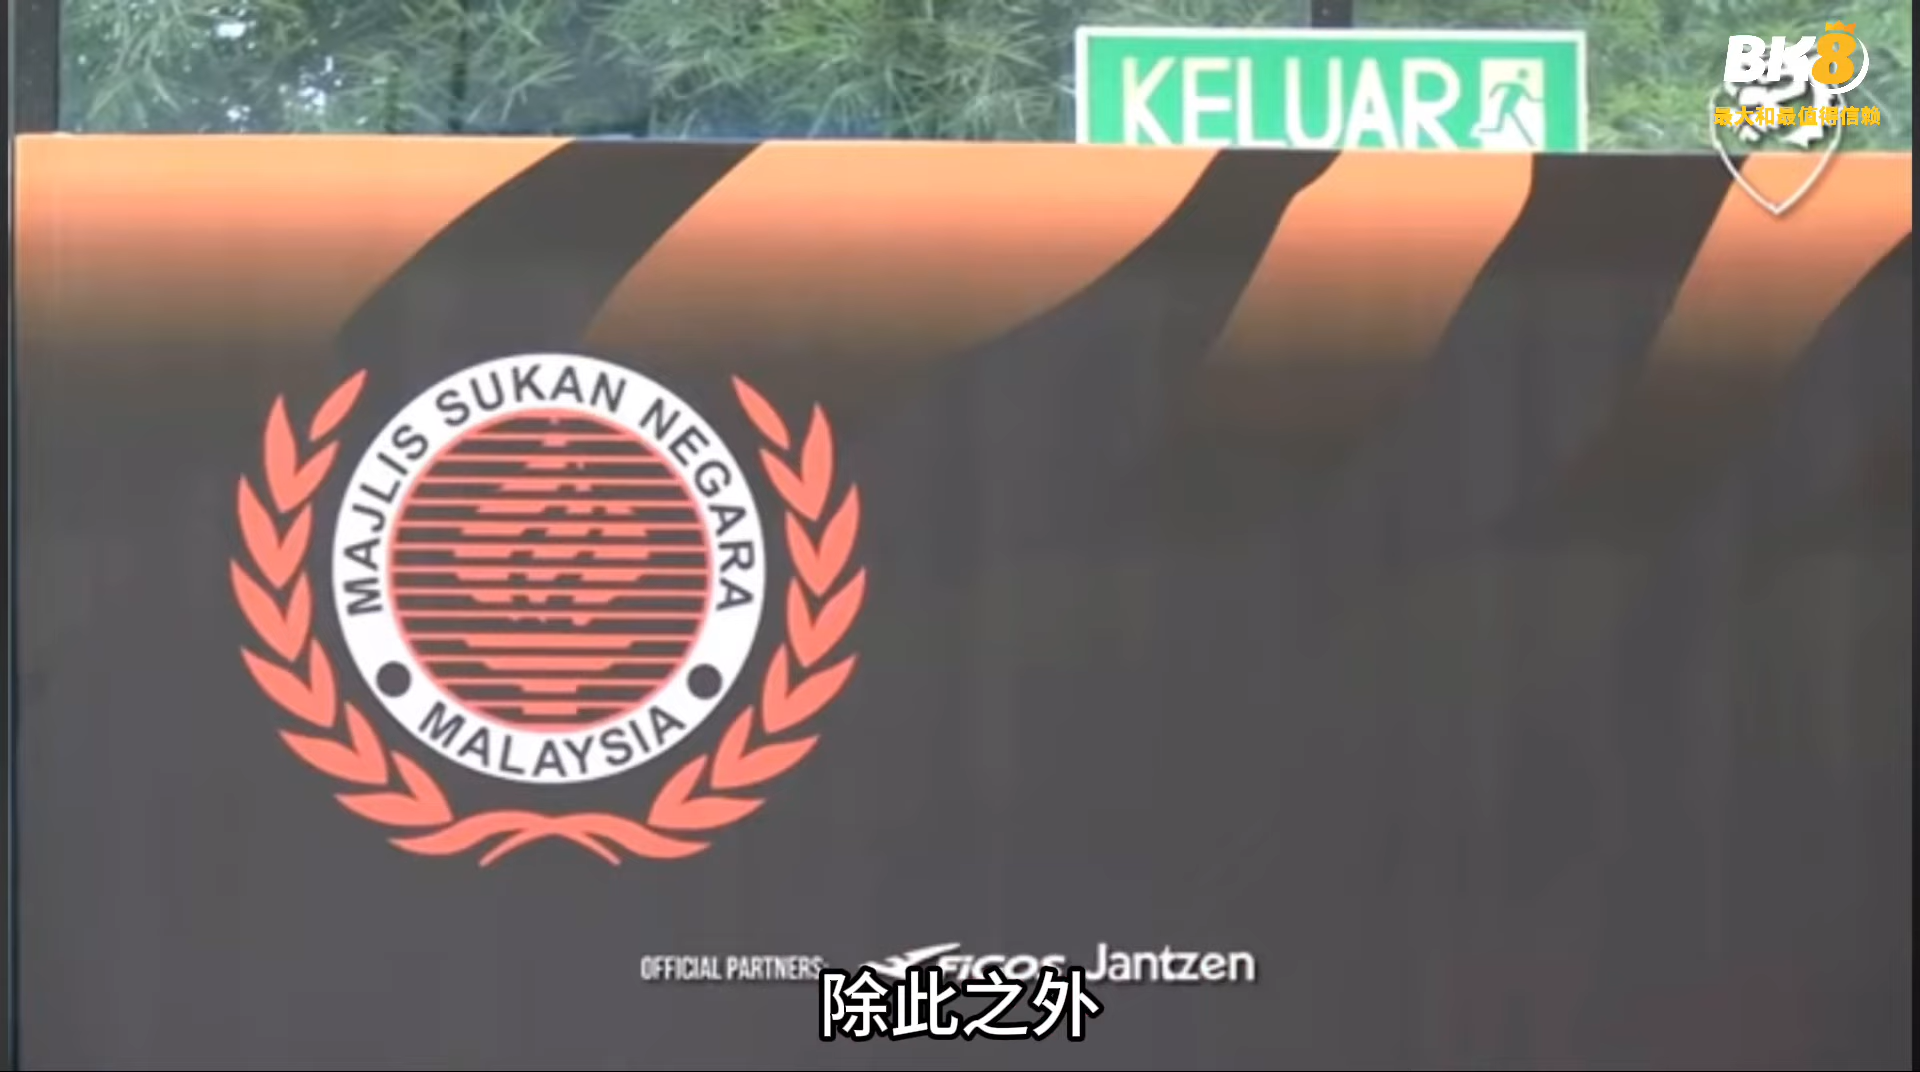 KELUAR
BK8
最大和最值得信赖
MAJLIS SUKAN NEGARA
MALAYSIA
OFFICIAL PARTNERS: FICOS Jantzen
除此之外